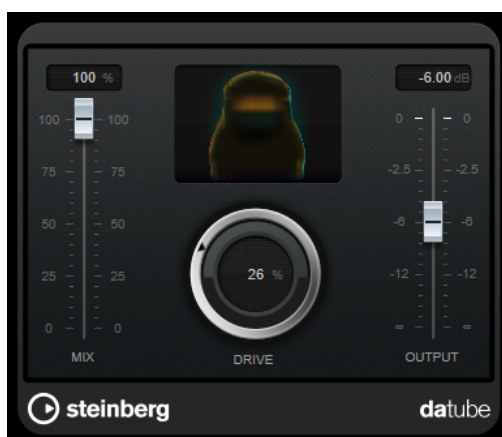 100 %
-6.00 dB
100 100
75 75
50 50
25 25
0 0
MIX
26 %
DRIVE
0 0
-2.5 -2.5
-6 -6
-12 -12
∞ ∞
OUTPUT
steinberg
datube